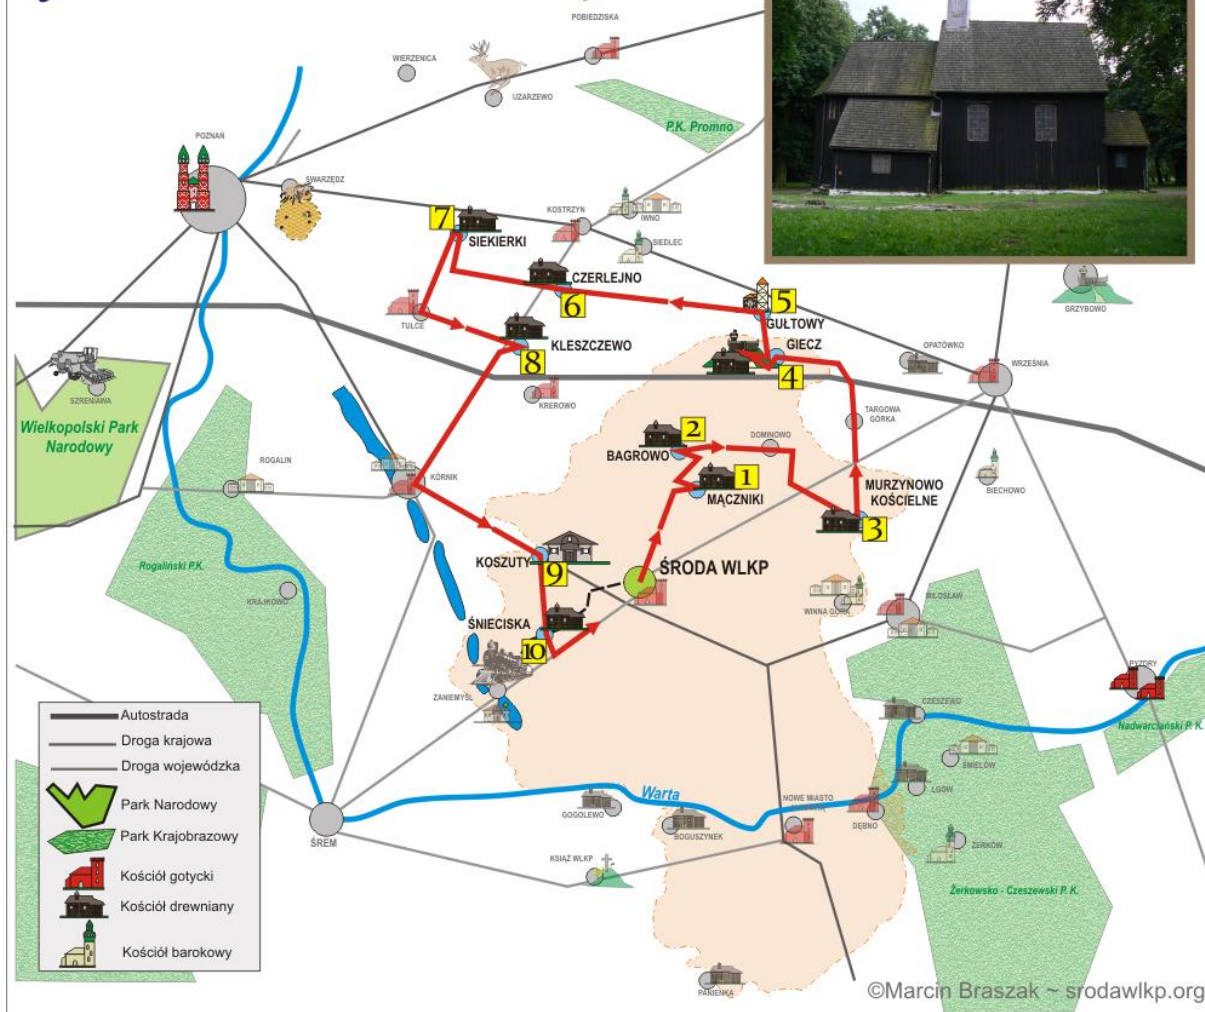 POBIEDZISKA
WIERZENICA
UZARZEWO
P.K. Promno
POZNAŃ
SWARZĘDZ
7
SIEKIERKI
KOSTRZYN
IWNO
SIEDLEC
CZERLEJNO
6
5
GUŁTOWY
GIECZ
4
GRZYBOWO
TULCE
KLESZCZEWO
8
OPATÓWKO
WRZEŚNIA
SZRENIAWA
KREROWO
Wielkopolski Park
Narodowy
2
BAGROWO
DOMINOWO
TARGOWA
GÓRKA
ROGALIN
KÓRNIK
1
MĄCZNIKI
MURZYNOWO
KOŚCIELNE
3
BIECHOWO
KOSZUTY
9
ŚRODA WLKP
Rogaliński P.K.
KRAJKOWO
ŚNIECISKA
10
WINNA GÓRA
MIŁOSŁAW
ZANIEMYŚL
PYZDRY
CZESZEWO
Nadwarciański P. K.
ŚMIEŁÓW
LGÓW
Autostrada
Droga krajowa
Droga wojewódzka
Park Narodowy
Park Krajobrazowy
Kościół gotycki
Kościół drewniany
Kościół barokowy
ŚREM
Warta
GOGOLEWO
BOGUSZYNEK
NOWE MIASTO
DĘBNO
ŻERKÓW
KSIĄŻ WLKP
Żerkowsko - Czeszewski P. K.
PANIENKA
©Marcin Braszak ~ srodawlkp.org